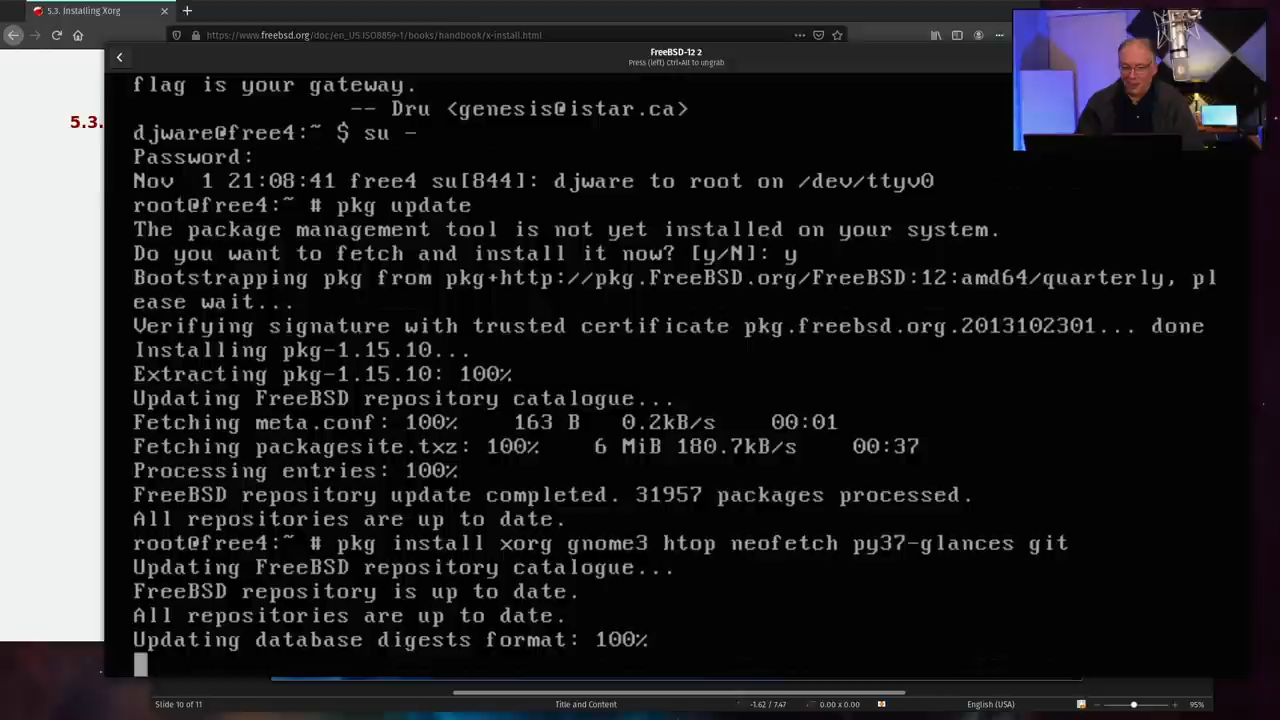 5.3. Installing Xorg
https://www.freebsd.org/doc/en_US.ISO8859-1/books/handbook/x-install.html
FreeBSD-12 2
Press (left) Ctrl+Alt to ungrab
5.3.
flag is your gateway.
-- Dru <genesis@istar.ca>
djware@free4:~ $ su -
Password:
Nov 1 21:08:41 free4 su[844]: djware to root on /dev/ttyv0
root@free4:~ # pkg update
The package management tool is not yet installed on your system.
Do you want to fetch and install it now? [y/N]: y
Bootstrapping pkg from pkg+http://pkg.FreeBSD.org/FreeBSD:12:amd64/quarterly, pl
ease wait...
Verifying signature with trusted certificate pkg.freebsd.org.2013102301... done
Installing pkg-1.15.10...
Extracting pkg-1.15.10: 100%
Updating FreeBSD repository catalogue...
Fetching meta.conf: 100% 163 B 0.2kB/s 00:01
Fetching packagesite.txz: 100% 6 MiB 180.7kB/s 00:37
Processing entries: 100%
FreeBSD repository update completed. 31957 packages processed.
All repositories are up to date.
root@free4:~ # pkg install xorg gnome3 htop neofetch py37-glances git
Updating FreeBSD repository catalogue...
FreeBSD repository is up to date.
All repositories are up to date.
Updating database digests format: 100%
Slide 10 of 11
Title and Content
-1.62 / 7.47
0.00 x 0.00
English (USA)
95%